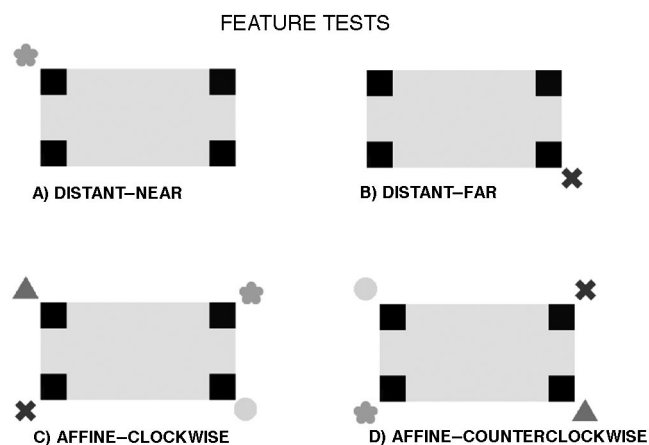 FEATURE TESTS
A) DISTANT–NEAR
B) DISTANT–FAR
C) AFFINE–CLOCKWISE
D) AFFINE–COUNTERCLOCKWISE